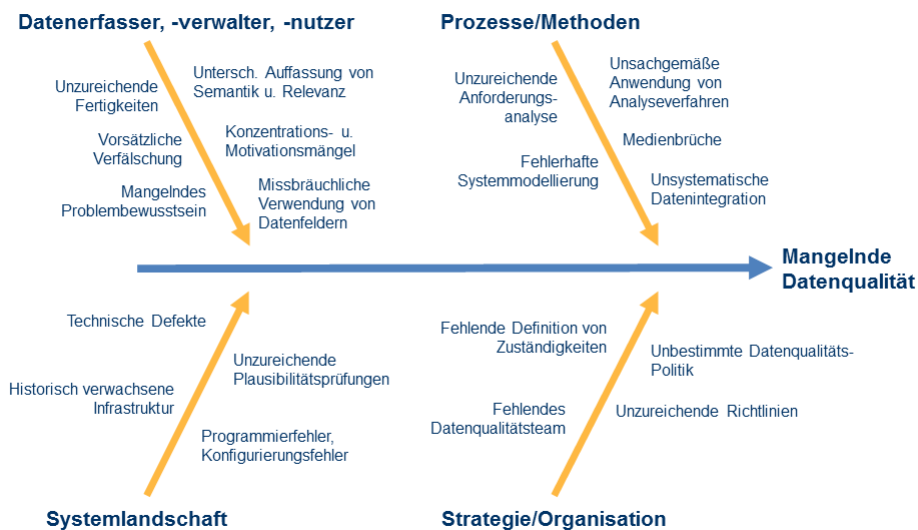 Datenerfasser, -verwalter, -nutzer
Unzureichende
Fertigkeiten
Untersch. Auffassung von
Semantik u. Relevanz
Vorsätzliche
Verfälschung
Konzentrations- u.
Motivationsmängel
Mangelndes
Problembewusstsein
Missbräuchliche
Verwendung von
Datenfeldern
Prozesse/Methoden
Unzureichende
Anforderungs-
analyse
Unsachgemäße
Anwendung von
Analyseverfahren
Medienbrüche
Fehlerhafte
Systemmodellierung
Unsystematische
Datenintegration
Mangelnde
Datenqualität
Technische Defekte
Unzureichende
Plausibilitätsprüfungen
Historisch verwachsene
Infrastruktur
Programmierfehler,
Konfigurierungsfehler
Systemlandschaft
Fehlende Definition von
Zuständigkeiten
Unbestimmte Datenqualitäts-
Politik
Fehlendes
Datenqualitätsteam
Unzureichende Richtlinien
Strategie/Organisation